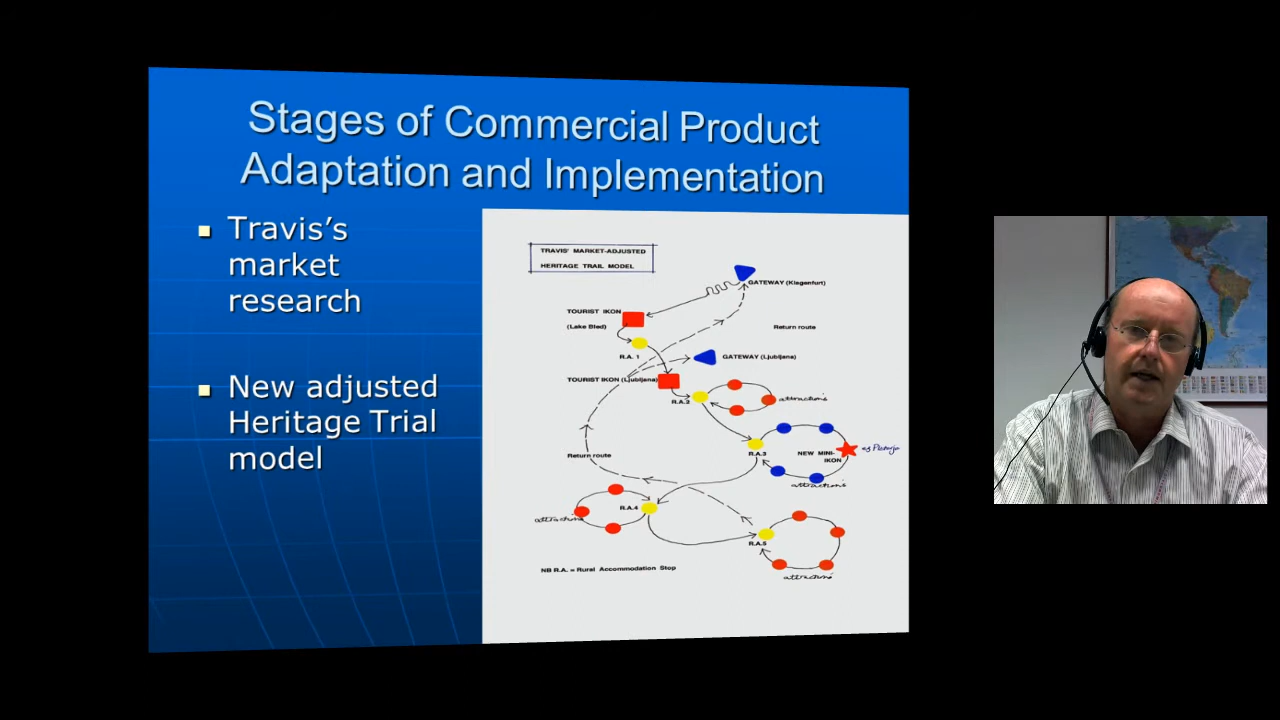 Stages of Commercial Product
Adaptation and Implementation
Travis's
market
research
New adjusted
Heritage Trial
model
TRAVIS' MARKET-ADJUSTED
HERITAGE TRAIL MODEL
GATEWAY (Klagenfurt)
TOURIST IKON
(Lake Bled)
Return route
R.A. 1
GATEWAY (Ljubljana)
TOURIST IKON (Ljubljana)
R.A.2
attractions
R.A.3
NEW MINI-
IKON
eg
attractions
Return route
R.A.4
attractions
R.A.5
attractions
NB R.A. = Rural Accommodation Stop